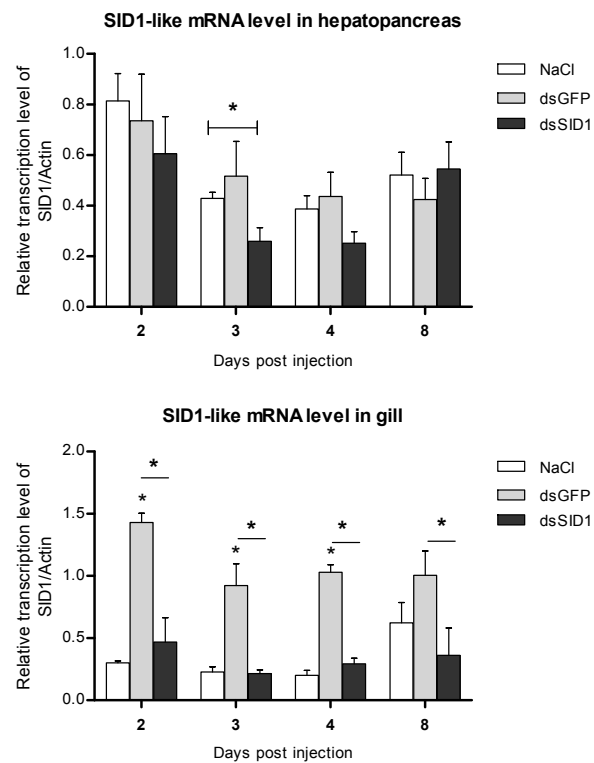 SID1-like mRNA level in hepatopancreas
Relative transcription level of
SID1/Actin
1.0
0.8
0.6
0.4
0.2
0.0
*
2
3
4
8
Days post injection
NaCl
dsGFP
dsSID1
SID1-like mRNA level in gill
Relative transcription level of
SID1/Actin
2.0
1.5
1.0
0.5
0.0
*
*
*
*
*
*
*
2
3
4
8
Days post injection
NaCl
dsGFP
dsSID1